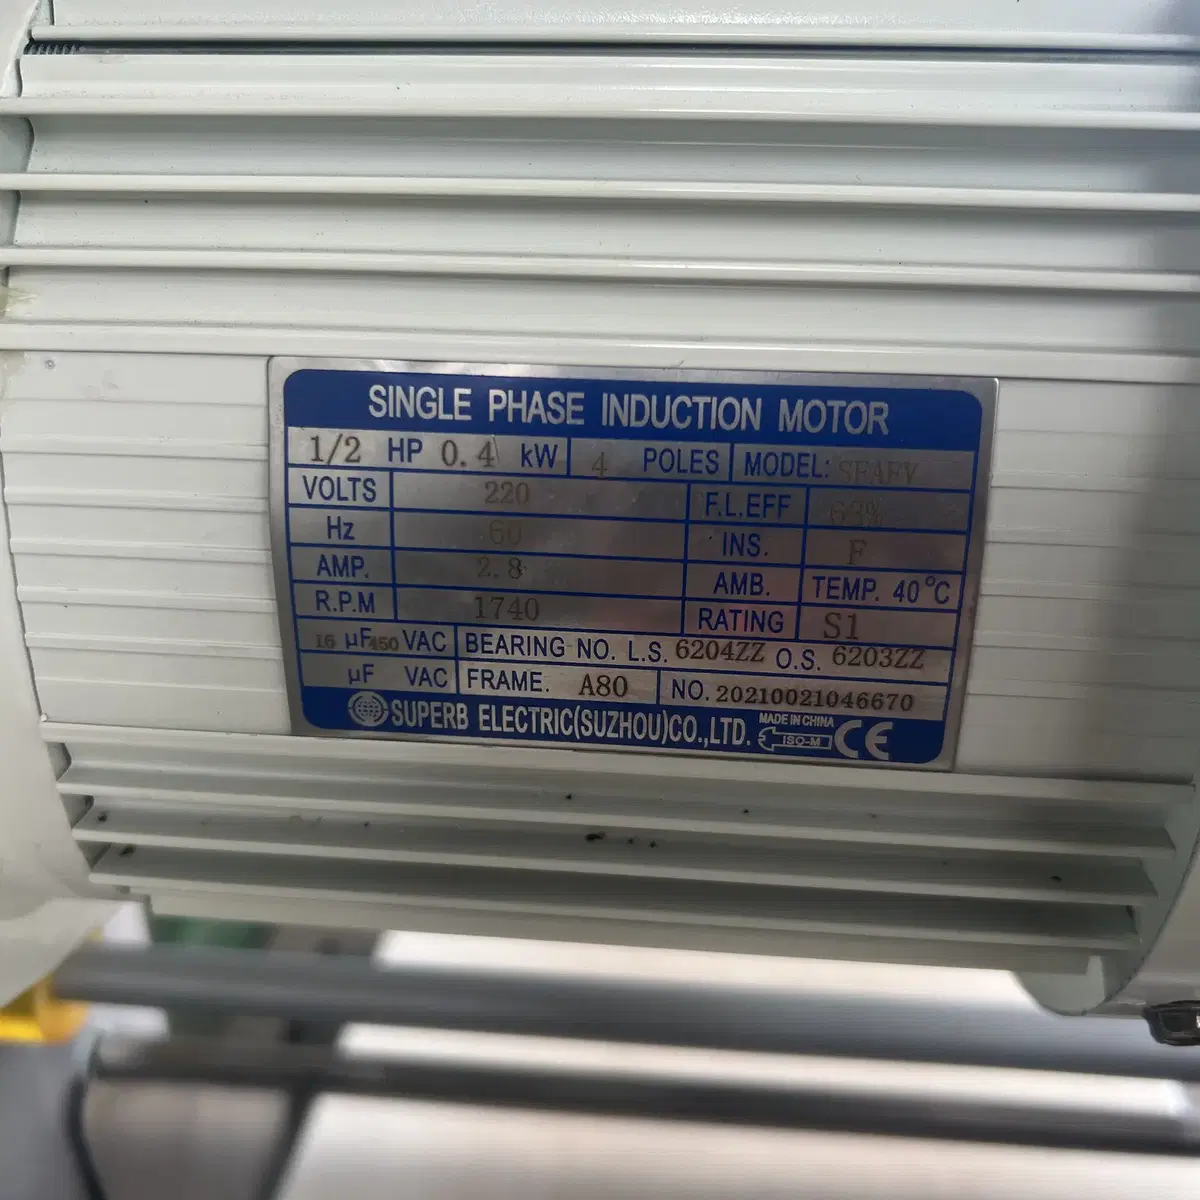 SINGLE PHASE INDUCTION MOTOR
1/2 HP 0.4 kW 4 POLES MODEL:
VOLTS 220 F.L.EFF 63%
Hz 60 INS. F
AMP. 2.8 AMB. TEMP. 40°C
R.P.M 1740 RATING S1
16 µF 450 VAC BEARING NO. L.S. 6204ZZ O.S. 6203ZZ
µF VAC FRAME. A80 NO. 20210021046670
SUPERB ELECTRIC(SUZHOU)CO.,LTD. MADE IN CHINA ISO-M CE